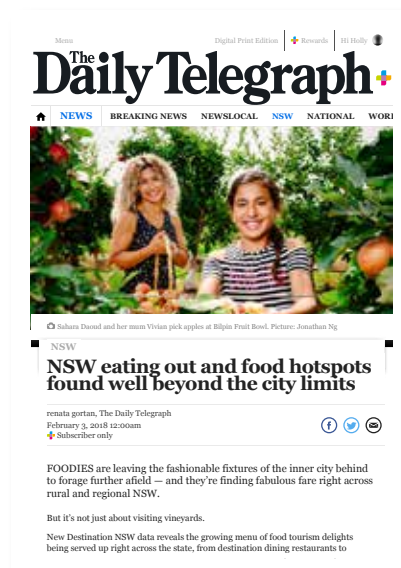 Menu
Digital Print Edition
Rewards
Hi Holly
The
Daily Telegraph
NEWS
BREAKING NEWS
NEWSLOCAL
NSW
NATIONAL
WORL
Sahara Daoud and her mum Vivian pick apples at Bilpin Fruit Bowl. Picture: Jonathan Ng
NSW
NSW eating out and food hotspots
found well beyond the city limits
renata gortan, The Daily Telegraph
February 3, 2018 12:00am
Subscriber only
FOODIES are leaving the fashionable fixtures of the inner city behind
to forage further afield — and they're finding fabulous fare right across
rural and regional NSW.
But it's not just about visiting vineyards.
New Destination NSW data reveals the growing menu of food tourism delights
being served up right across the state, from destination dining restaurants to